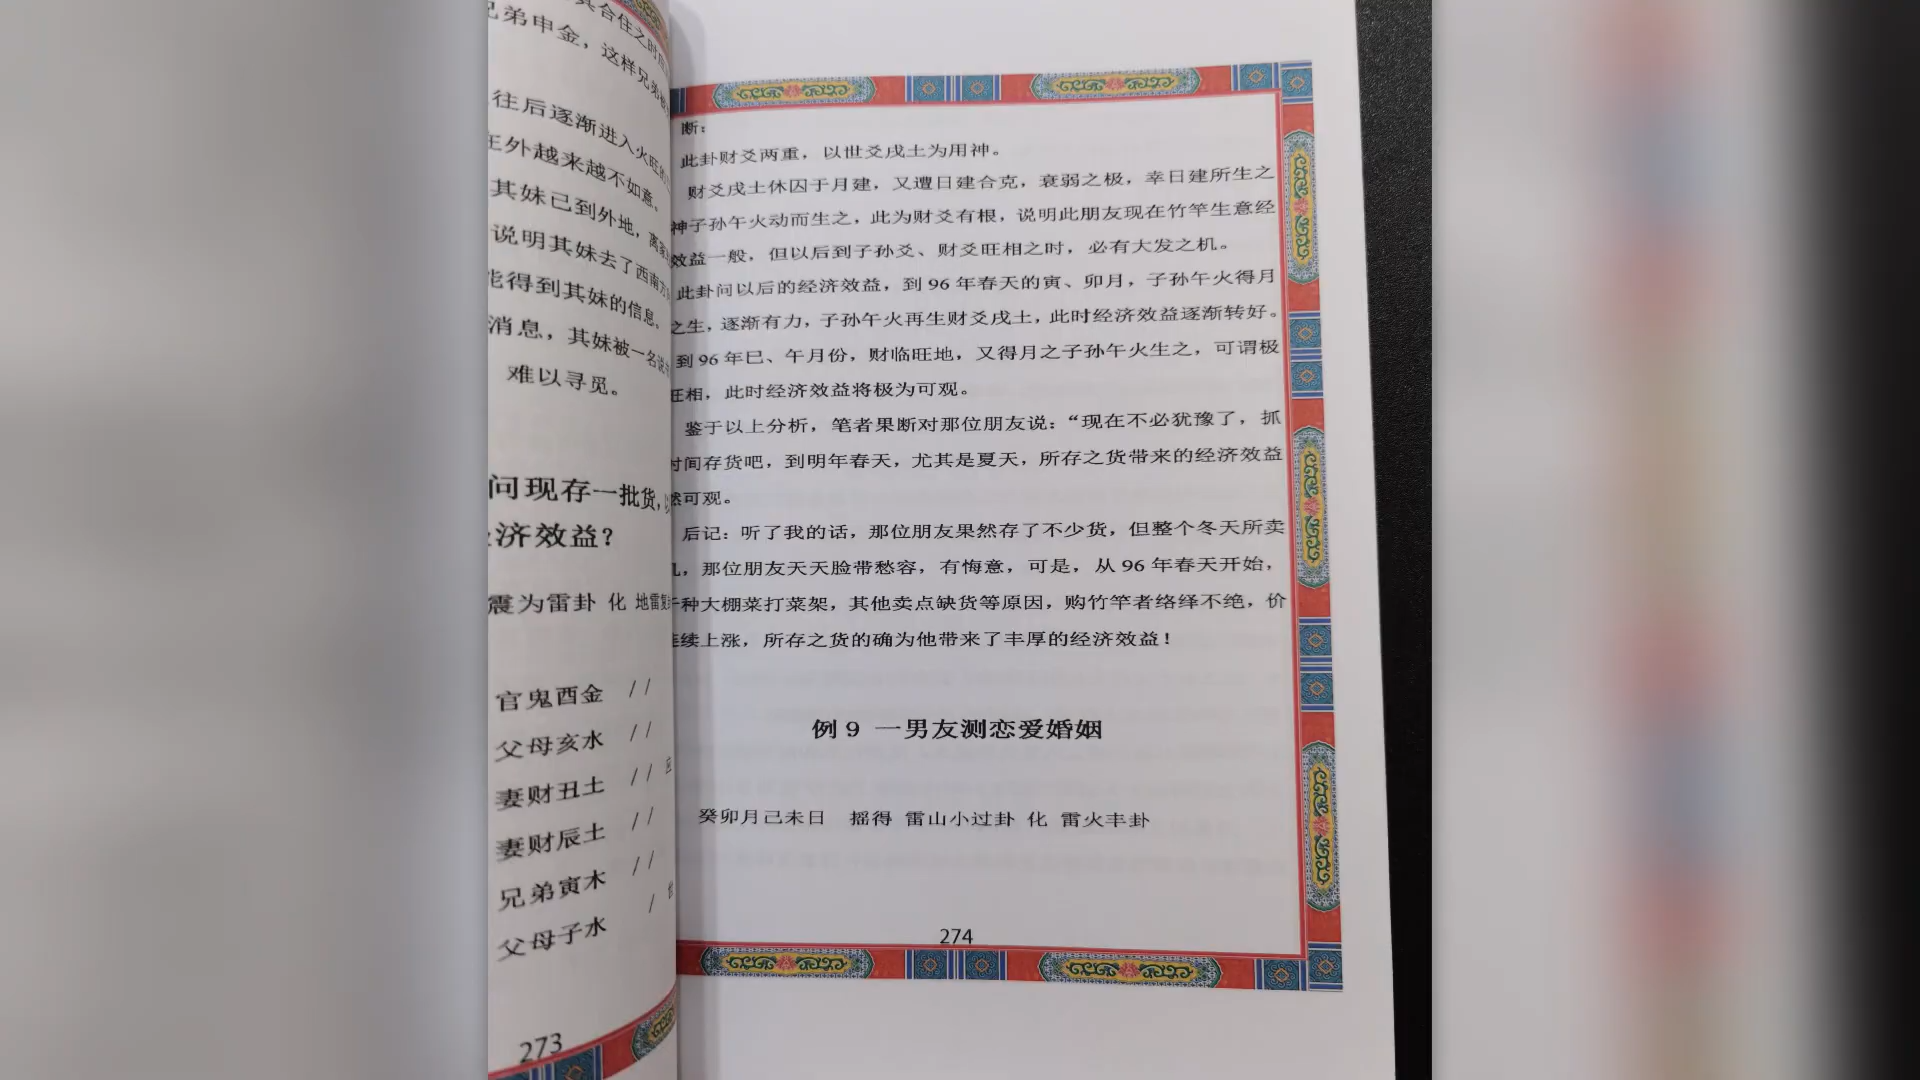 兄弟申金，这样兄弟
往后逐渐进入火旺
在外越来越不如意。
其妹已到外地，离
说明其妹去了西南方
能得到其妹的信息。
消息，其妹被一名
难以寻觅。
问现存一批货，
济效益？
震为雷卦 化 地雷复
官鬼酉金 //
父母亥水 //
妻财丑土 //
妻财辰土 //
兄弟寅木 //
父母子水 /
273
断：
此卦财爻两重，以世爻戌土为用神。
财爻戌土休囚于月建，又遭日建合克，衰弱之极，幸日建所生之
神子孙午火动而生之，此为财爻有根，说明此朋友现在竹竿生意经
效益一般，但以后到子孙爻、财爻旺相之时，必有大发之机。
此卦问以后的经济效益，到 96 年春天的寅、卯月，子孙午火得月
之生，逐渐有力，子孙午火再生财爻戌土，此时经济效益逐渐转好。
到 96 年巳、午月份，财临旺地，又得月之子孙午火生之，可谓极
旺相，此时经济效益将极为可观。
鉴于以上分析，笔者果断对那位朋友说：“现在不必犹豫了，抓
时间存货吧，到明年春天，尤其是夏天，所存之货带来的经济效益
然可观。
后记：听了我的话，那位朋友果然存了不少货，但整个冬天所卖
几，那位朋友天天脸带愁容，有悔意，可是，从 96 年春天开始，
于种大棚菜打菜架，其他卖点缺货等原因，购竹竿者络绎不绝，价
连续上涨，所存之货的确为他带来了丰厚的经济效益！
例 9 一男友测恋爱婚姻
癸卯月己未日 摇得 雷山小过卦 化 雷火丰卦
274